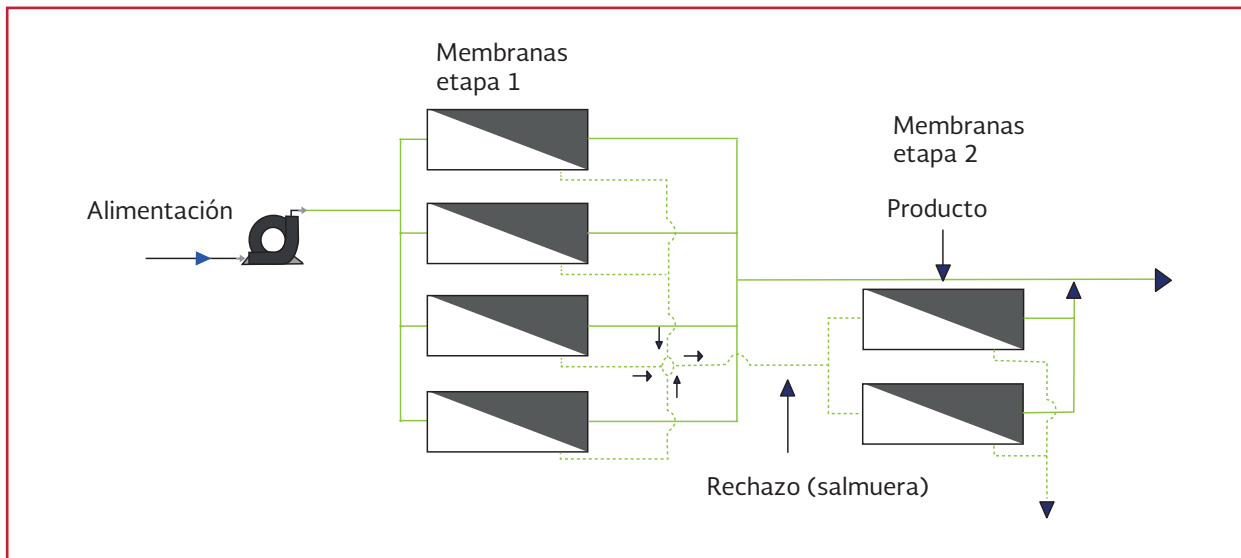 Membranas
etapa 1
Membranas
etapa 2
Alimentación
Producto
Rechazo (salmuera)